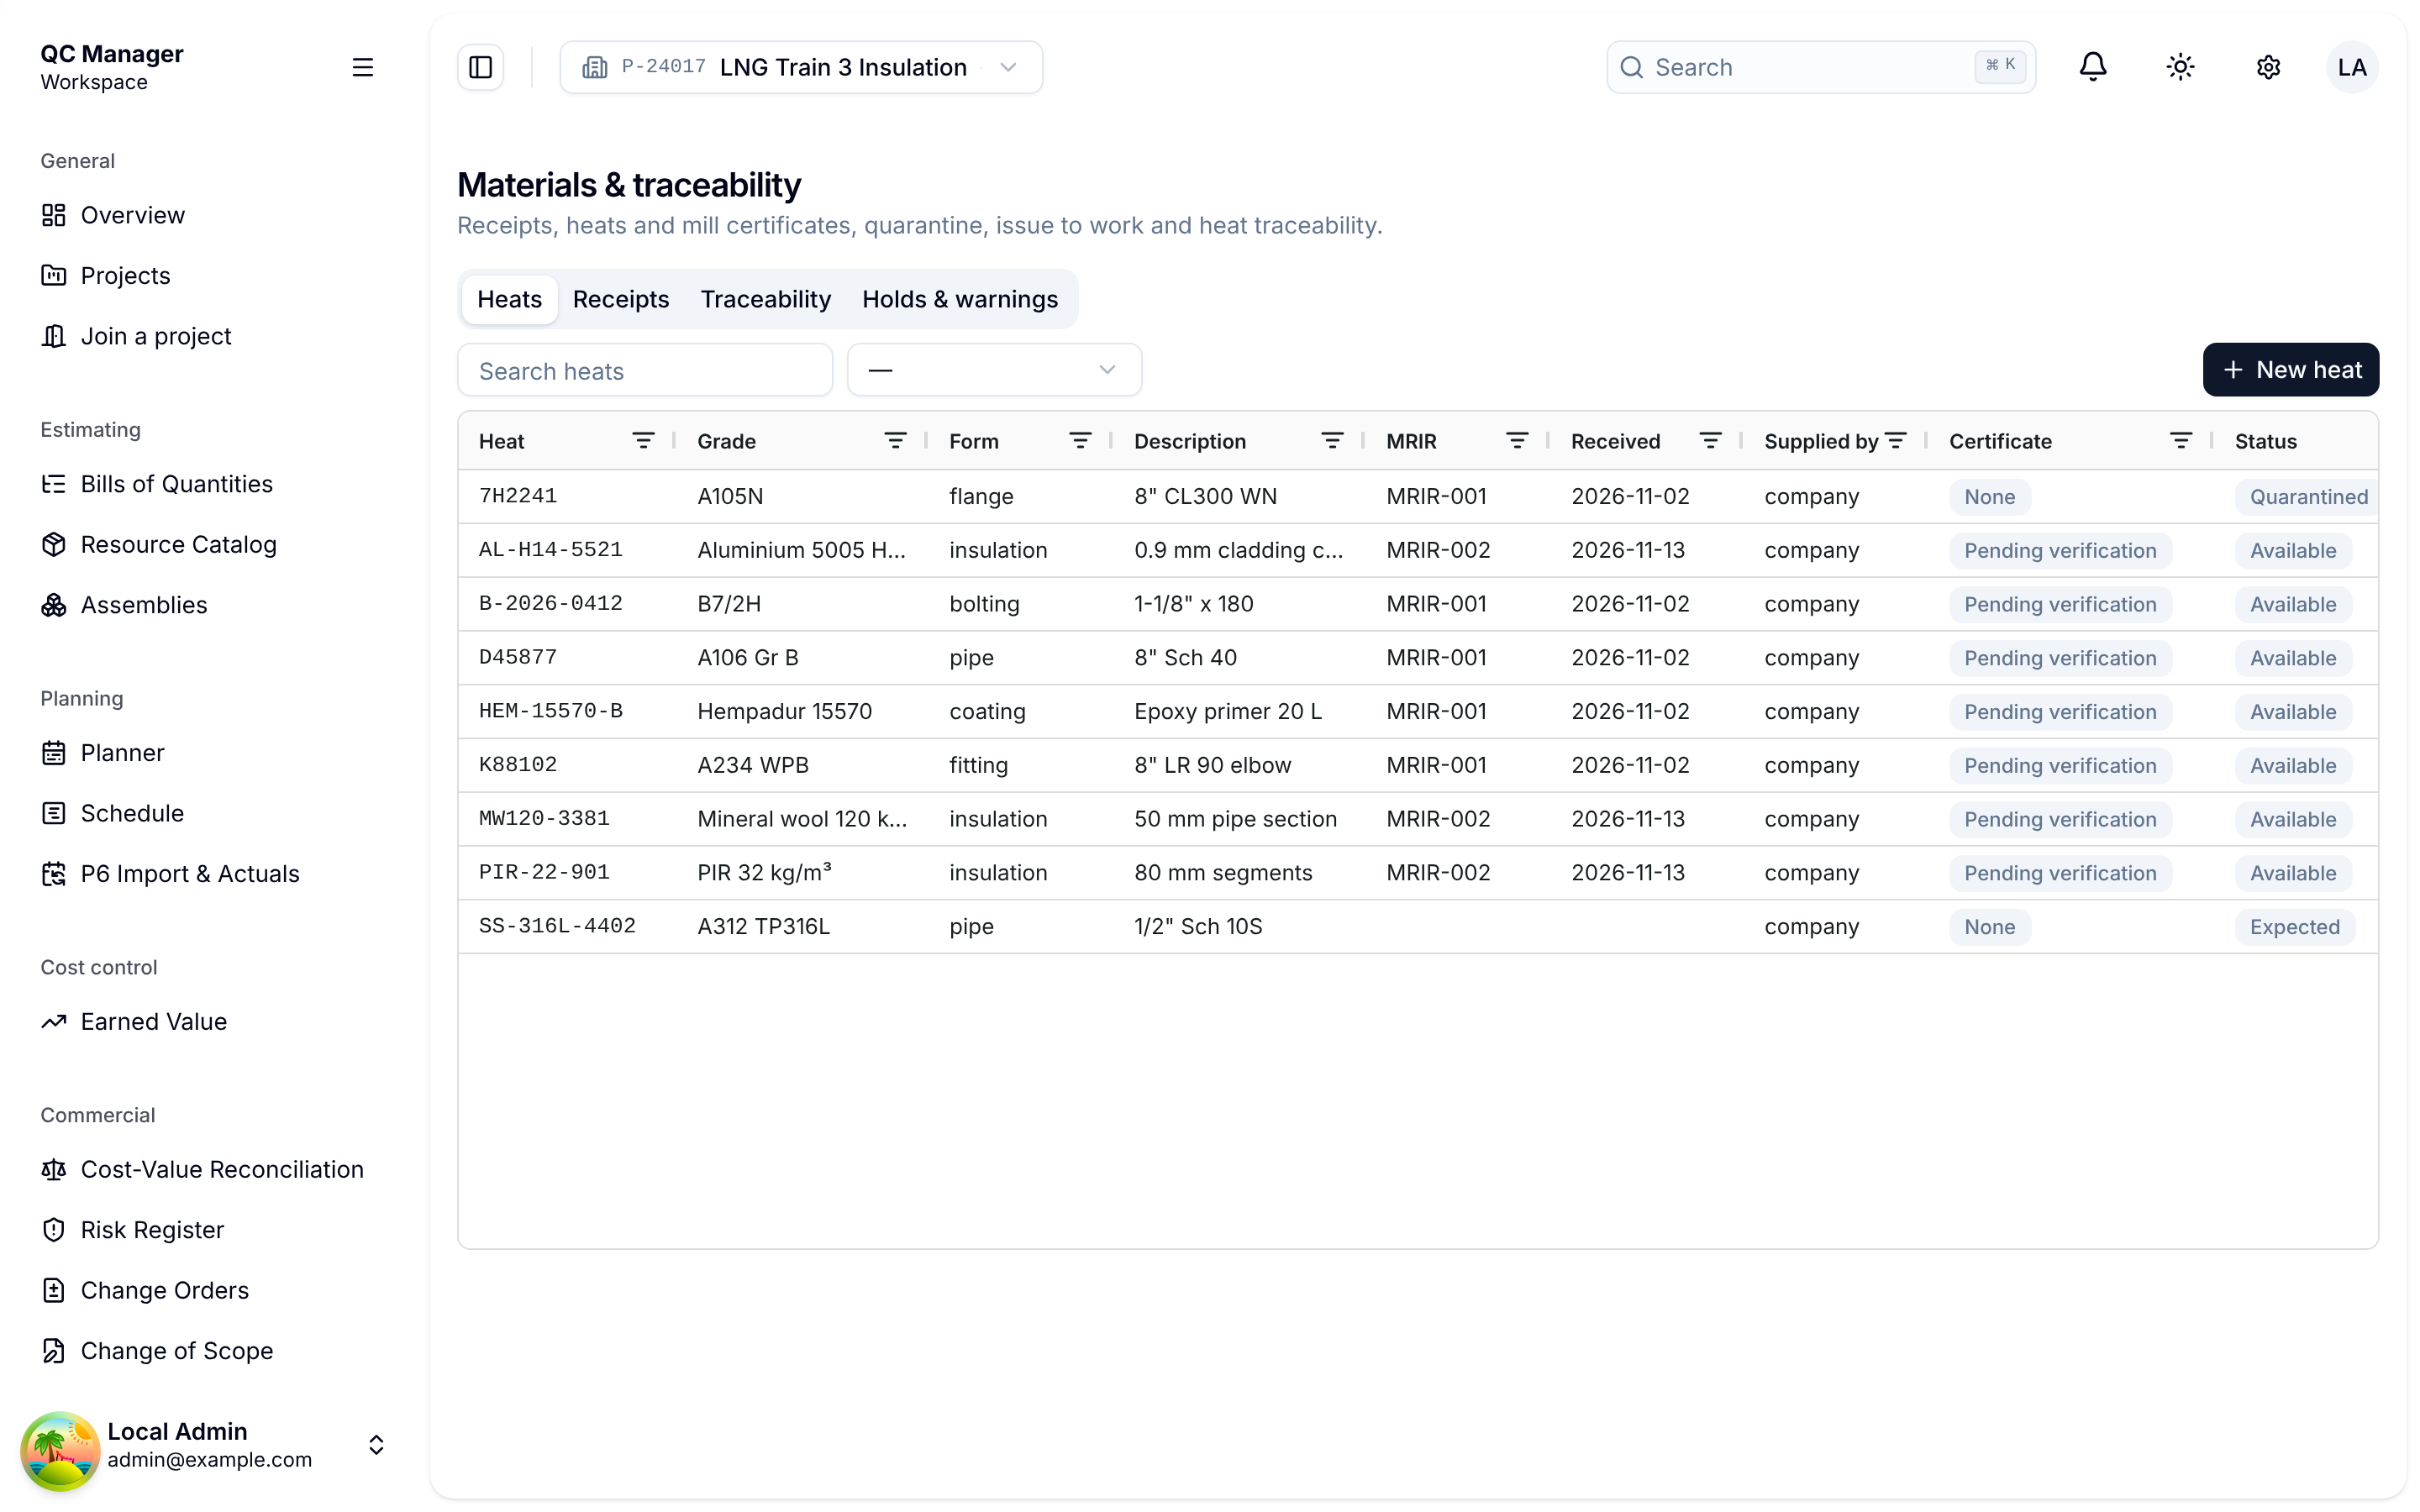 QC Manager
Workspace
General
Overview
Projects
Join a project
Estimating
Bills of Quantities
Resource Catalog
Assemblies
Planning
Planner
Schedule
P6 Import & Actuals
Cost control
Earned Value
Commercial
Cost-Value Reconciliation
Risk Register
Change Orders
Change of Scope
Local Admin
admin@example.com
P-24017 LNG Train 3 Insulation
Search ⌘ K
LA
Materials & traceability
Receipts, heats and mill certificates, quarantine, issue to work and heat traceability.
Heats Receipts Traceability Holds & warnings
Search heats — New heat
Heat Grade Form Description MRIR Received Supplied by Certificate Status
7H2241 A105N flange 8" CL300 WN MRIR-001 2026-11-02 company None Quarantined
AL-H14-5521 Aluminium 5005 H... insulation 0.9 mm cladding c... MRIR-002 2026-11-13 company Pending verification Available
B-2026-0412 B7/2H bolting 1-1/8" x 180 MRIR-001 2026-11-02 company Pending verification Available
D45877 A106 Gr B pipe 8" Sch 40 MRIR-001 2026-11-02 company Pending verification Available
HEM-15570-B Hempadur 15570 coating Epoxy primer 20 L MRIR-001 2026-11-02 company Pending verification Available
K88102 A234 WPB fitting 8" LR 90 elbow MRIR-001 2026-11-02 company Pending verification Available
MW120-3381 Mineral wool 120 k... insulation 50 mm pipe section MRIR-002 2026-11-13 company Pending verification Available
PIR-22-901 PIR 32 kg/m³ insulation 80 mm segments MRIR-002 2026-11-13 company Pending verification Available
SS-316L-4402 A312 TP316L pipe 1/2" Sch 10S company None Expected